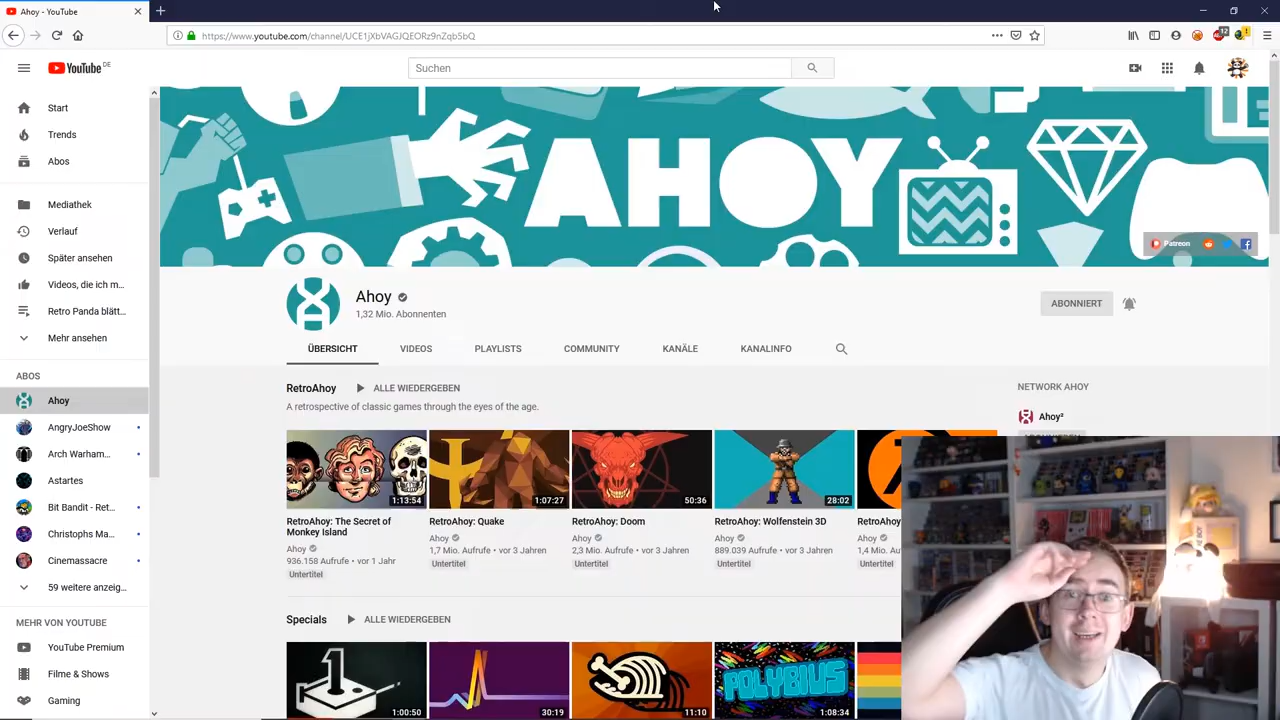 Ahoy - YouTube
https://www.youtube.com/channel/UCE1jXbVAGJQEORz9nZqb5bQ
12
YouTube DE
Suchen
Start
Trends
Abos
Mediathek
Verlauf
Später ansehen
Videos, die ich m...
Retro Panda blätt...
Mehr ansehen
ABOS
Ahoy
AngryJoeShow
Arch Warham...
Astartes
Bit Bandit - Ret...
Christophs Ma...
Cinemassacre
59 weitere anzeig...
MEHR VON YOUTUBE
YouTube Premium
Filme & Shows
Gaming
AHOY
Patreon
Ahoy
1,32 Mio. Abonnenten
ABONNIERT
ÜBERSICHT VIDEOS PLAYLISTS COMMUNITY KANÄLE KANALINFO
RetroAhoy ALLE WIEDERGEBEN
A retrospective of classic games through the eyes of the age.
NETWORK AHOY
Ahoy²
1:13:54
RetroAhoy: The Secret of
Monkey Island
Ahoy
936.158 Aufrufe • vor 1 Jahr
Untertitel
1:07:27
RetroAhoy: Quake
Ahoy
1,7 Mio. Aufrufe • vor 3 Jahren
Untertitel
50:36
RetroAhoy: Doom
Ahoy
2,3 Mio. Aufrufe • vor 3 Jahren
Untertitel
28:02
RetroAhoy: Wolfenstein 3D
Ahoy
889.039 Aufrufe • vor 3 Jahren
Untertitel
RetroAhoy
Ahoy
1,4 Mio. Au
Untertitel
Specials ALLE WIEDERGEBEN
1
1:00:50
30:19
11:10
POLYBIUS
1:08:34